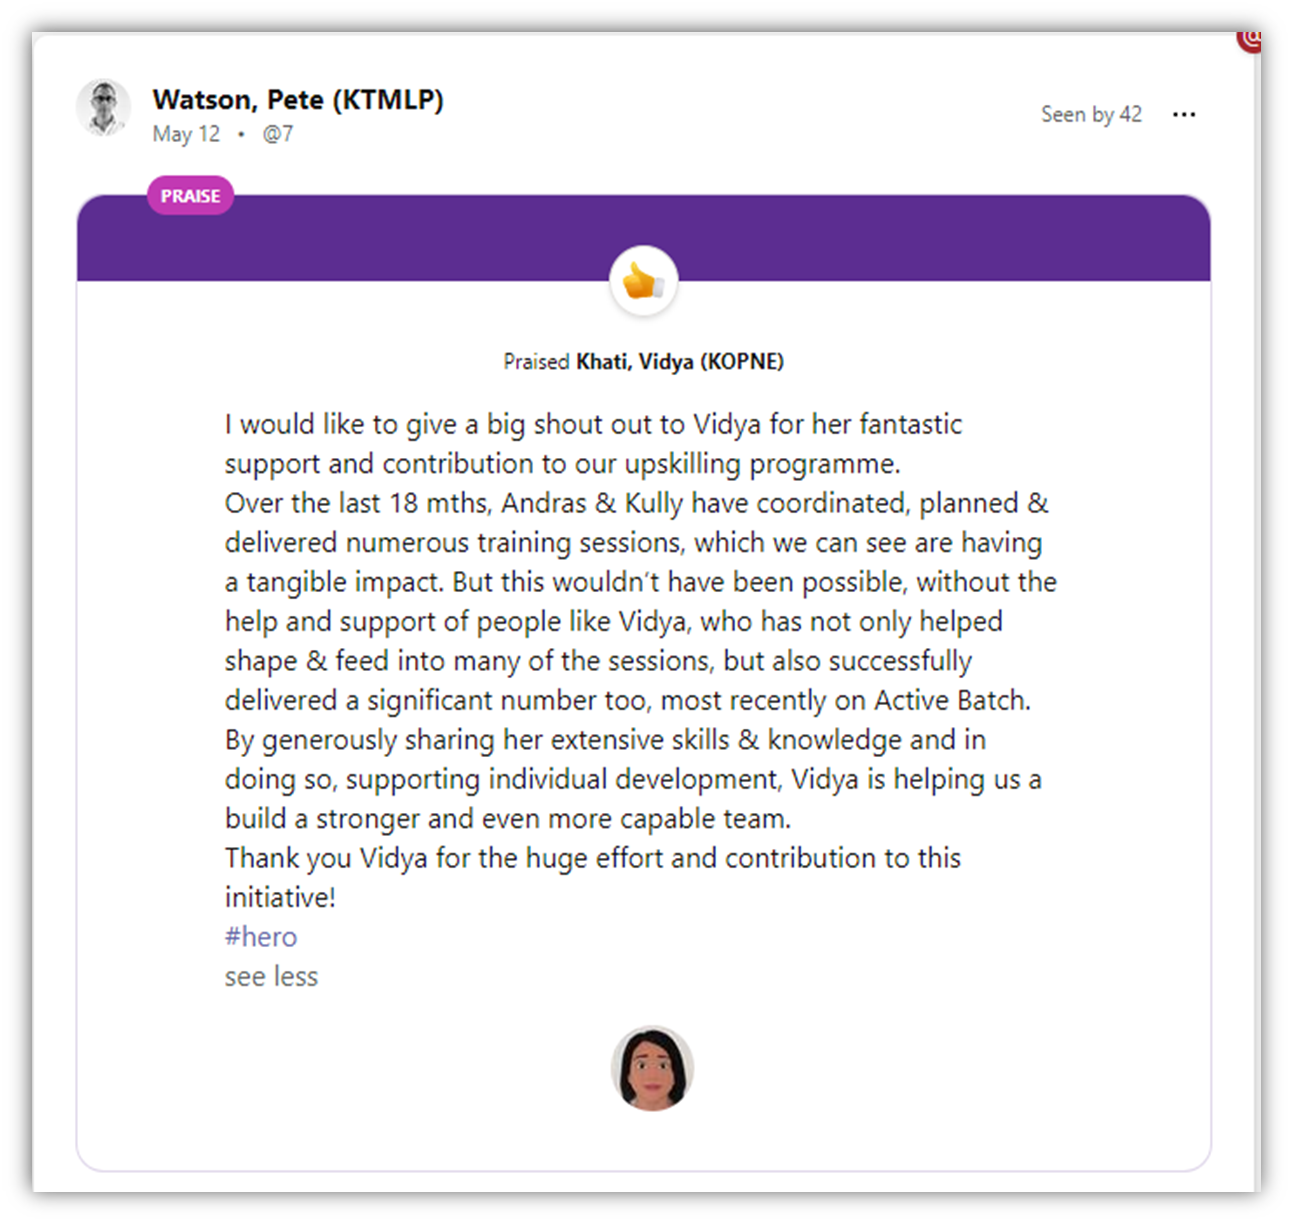 @
Watson, Pete (KTMLP)
May 12 • @7
Seen by 42 ...
PRAISE
Praised Khati, Vidya (KOPNE)
I would like to give a big shout out to Vidya for her fantastic
support and contribution to our upskilling programme.
Over the last 18 mths, Andras & Kully have coordinated, planned &
delivered numerous training sessions, which we can see are having
a tangible impact. But this wouldn't have been possible, without the
help and support of people like Vidya, who has not only helped
shape & feed into many of the sessions, but also successfully
delivered a significant number too, most recently on Active Batch.
By generously sharing her extensive skills & knowledge and in
doing so, supporting individual development, Vidya is helping us a
build a stronger and even more capable team.
Thank you Vidya for the huge effort and contribution to this
initiative!
#hero
see less